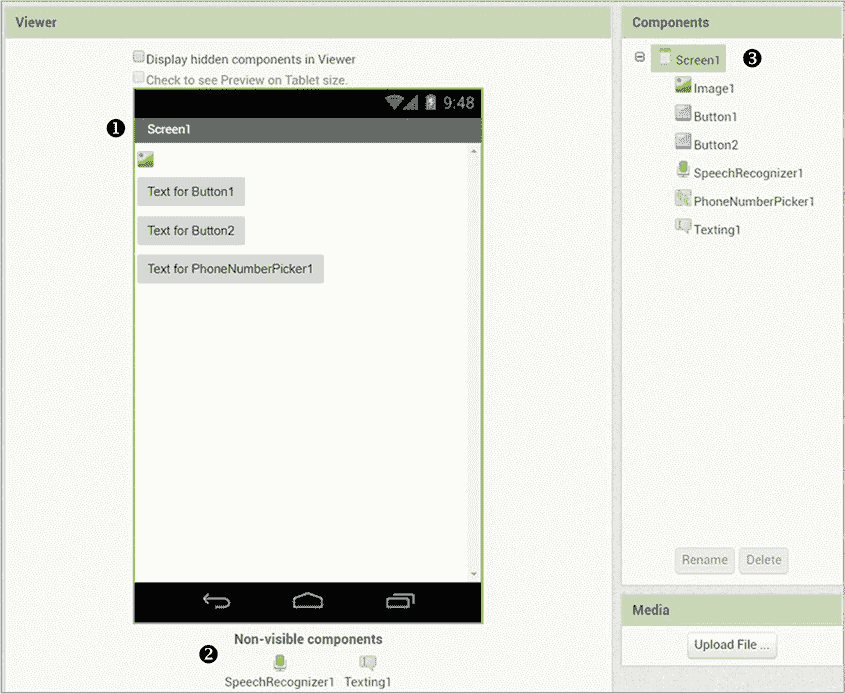 Viewer
Display hidden components in Viewer
Check to see Preview on Tablet size.
9:48
❶
Screen1
Text for Button1
Text for Button2
Text for PhoneNumberPicker1
❷
Non-visible components
SpeechRecognizer1 Texting1
Components
Screen1 ❸
Image1
Button1
Button2
SpeechRecognizer1
PhoneNumberPicker1
Texting1
Rename Delete
Media
Upload File ...